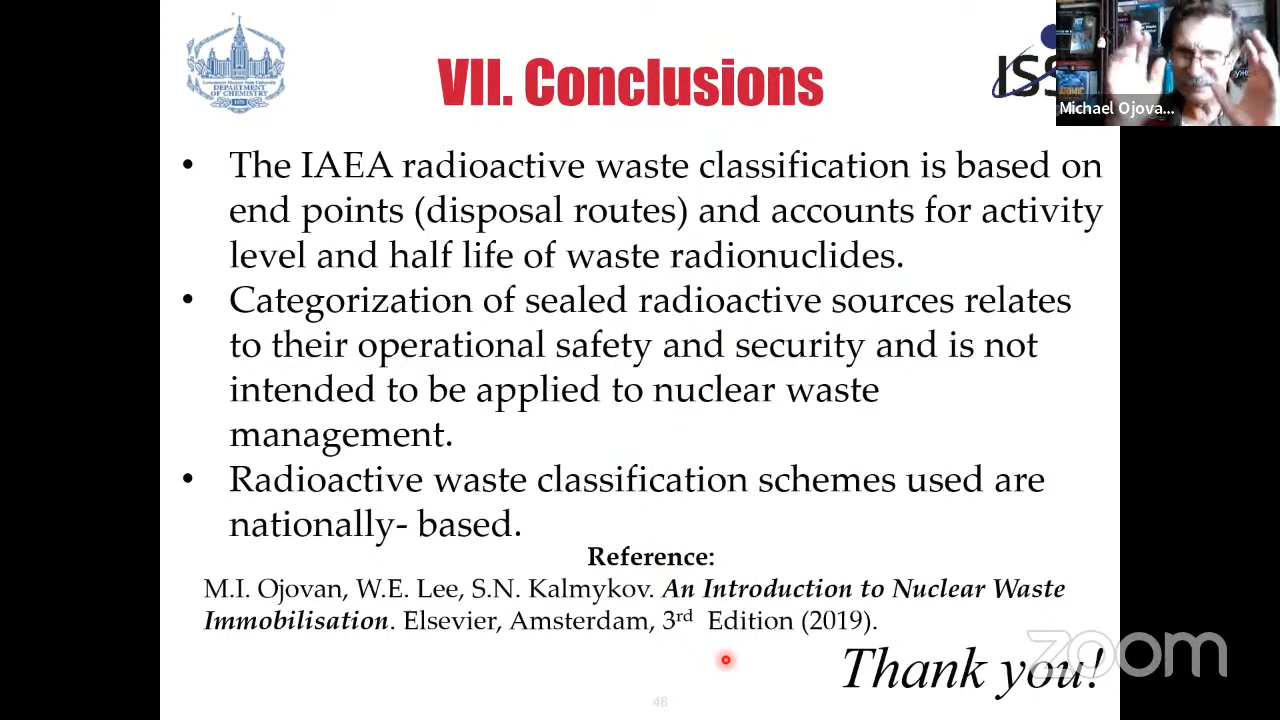 VII. Conclusions
ISS
Michael Ojova...
DEPARTMENT
OF CHEMISTRY
• The IAEA radioactive waste classification is based on
end points (disposal routes) and accounts for activity
level and half life of waste radionuclides.
• Categorization of sealed radioactive sources relates
to their operational safety and security and is not
intended to be applied to nuclear waste
management.
• Radioactive waste classification schemes used are
nationally- based.
Reference:
M.I. Ojovan, W.E. Lee, S.N. Kalmykov. An Introduction to Nuclear Waste
Immobilisation. Elsevier, Amsterdam, 3rd Edition (2019).
zoom
Thank you!
48